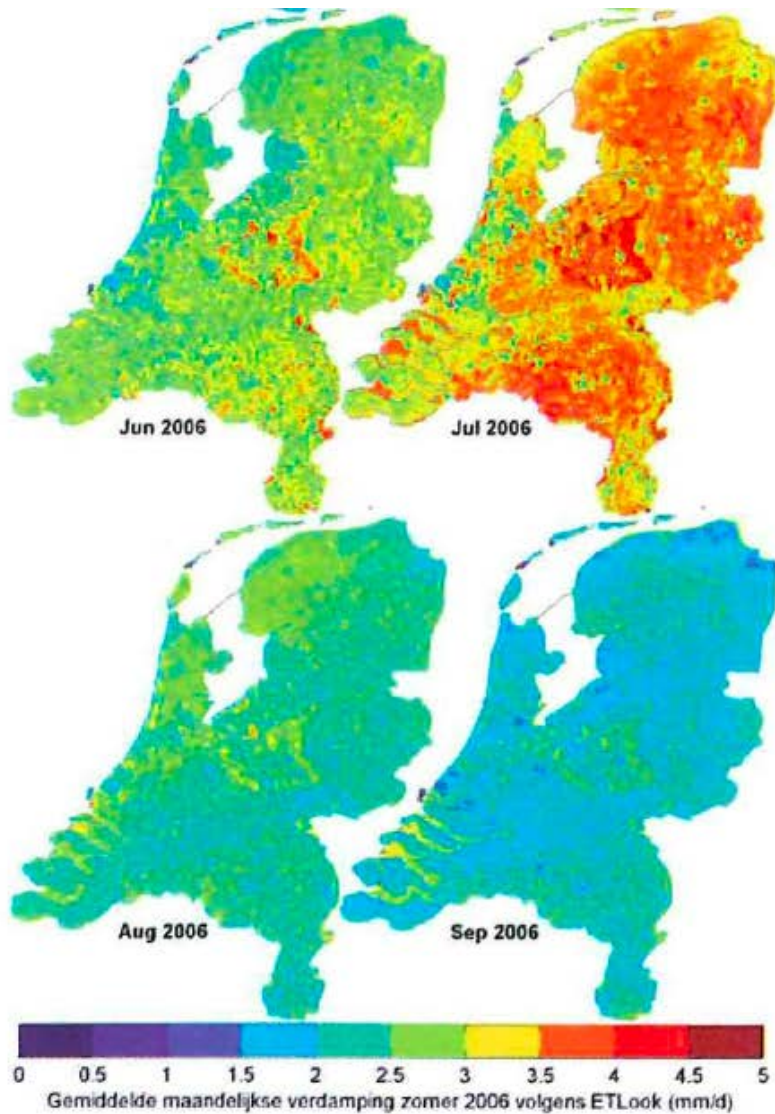 Jun 2006
Jul 2006
Aug 2006
Sep 2006
0 0.5 1 1.5 2 2.5 3 3.5 4 4.5 5
Gemiddelde maandelijkse verdamping zomer 2006 volgens ETLook (mm/d)